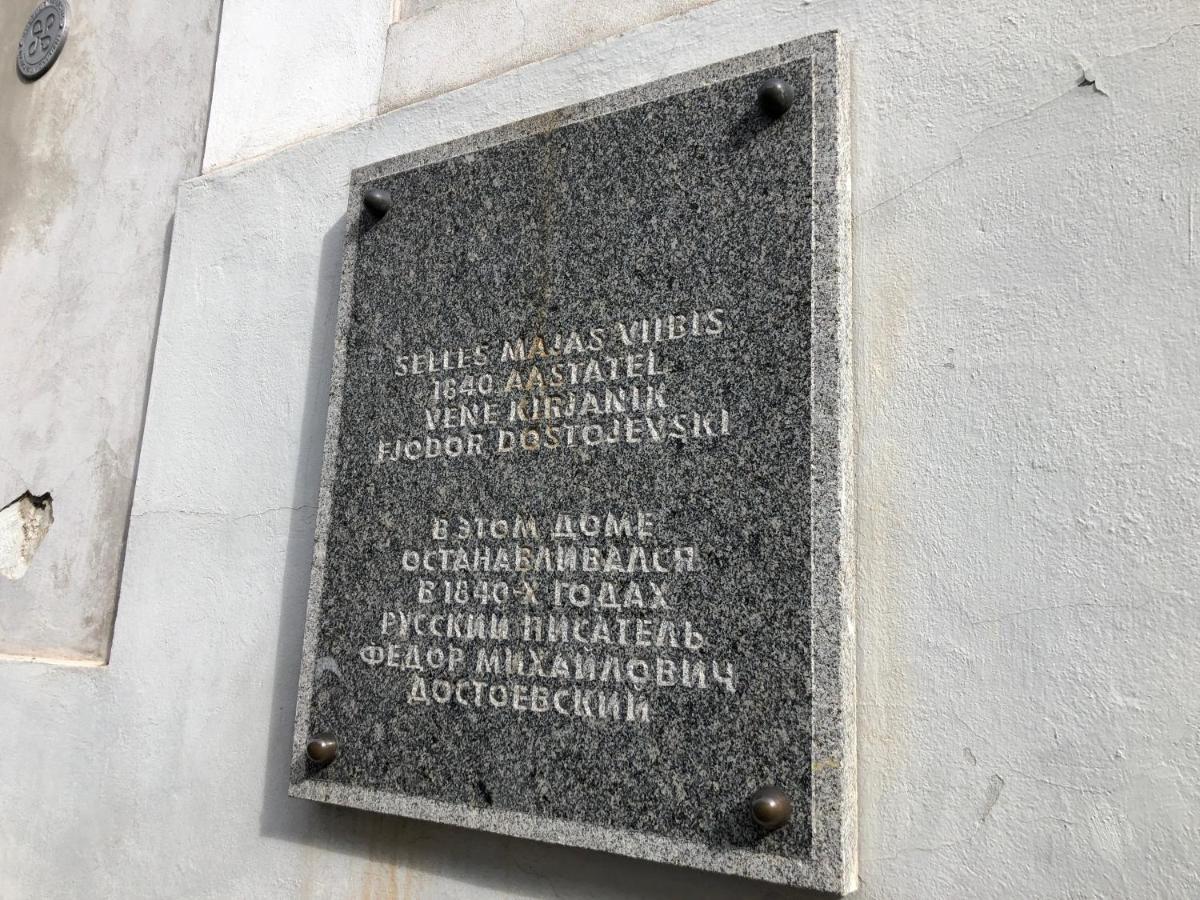 SELLES MAJAS VIIBIS
1840. AASTATEL
VENE KIRJANIK
FJODOR DOSTOJEVSKI
В ЭТОМ ДОМЕ
ОСТАНАВЛИВАЛСЯ
В 1840-Х ГОДАХ
РУССКИЙ ПИСАТЕЛЬ
ФЕДОР МИХАЙЛОВИЧ
ДОСТОЕВСКИЙ